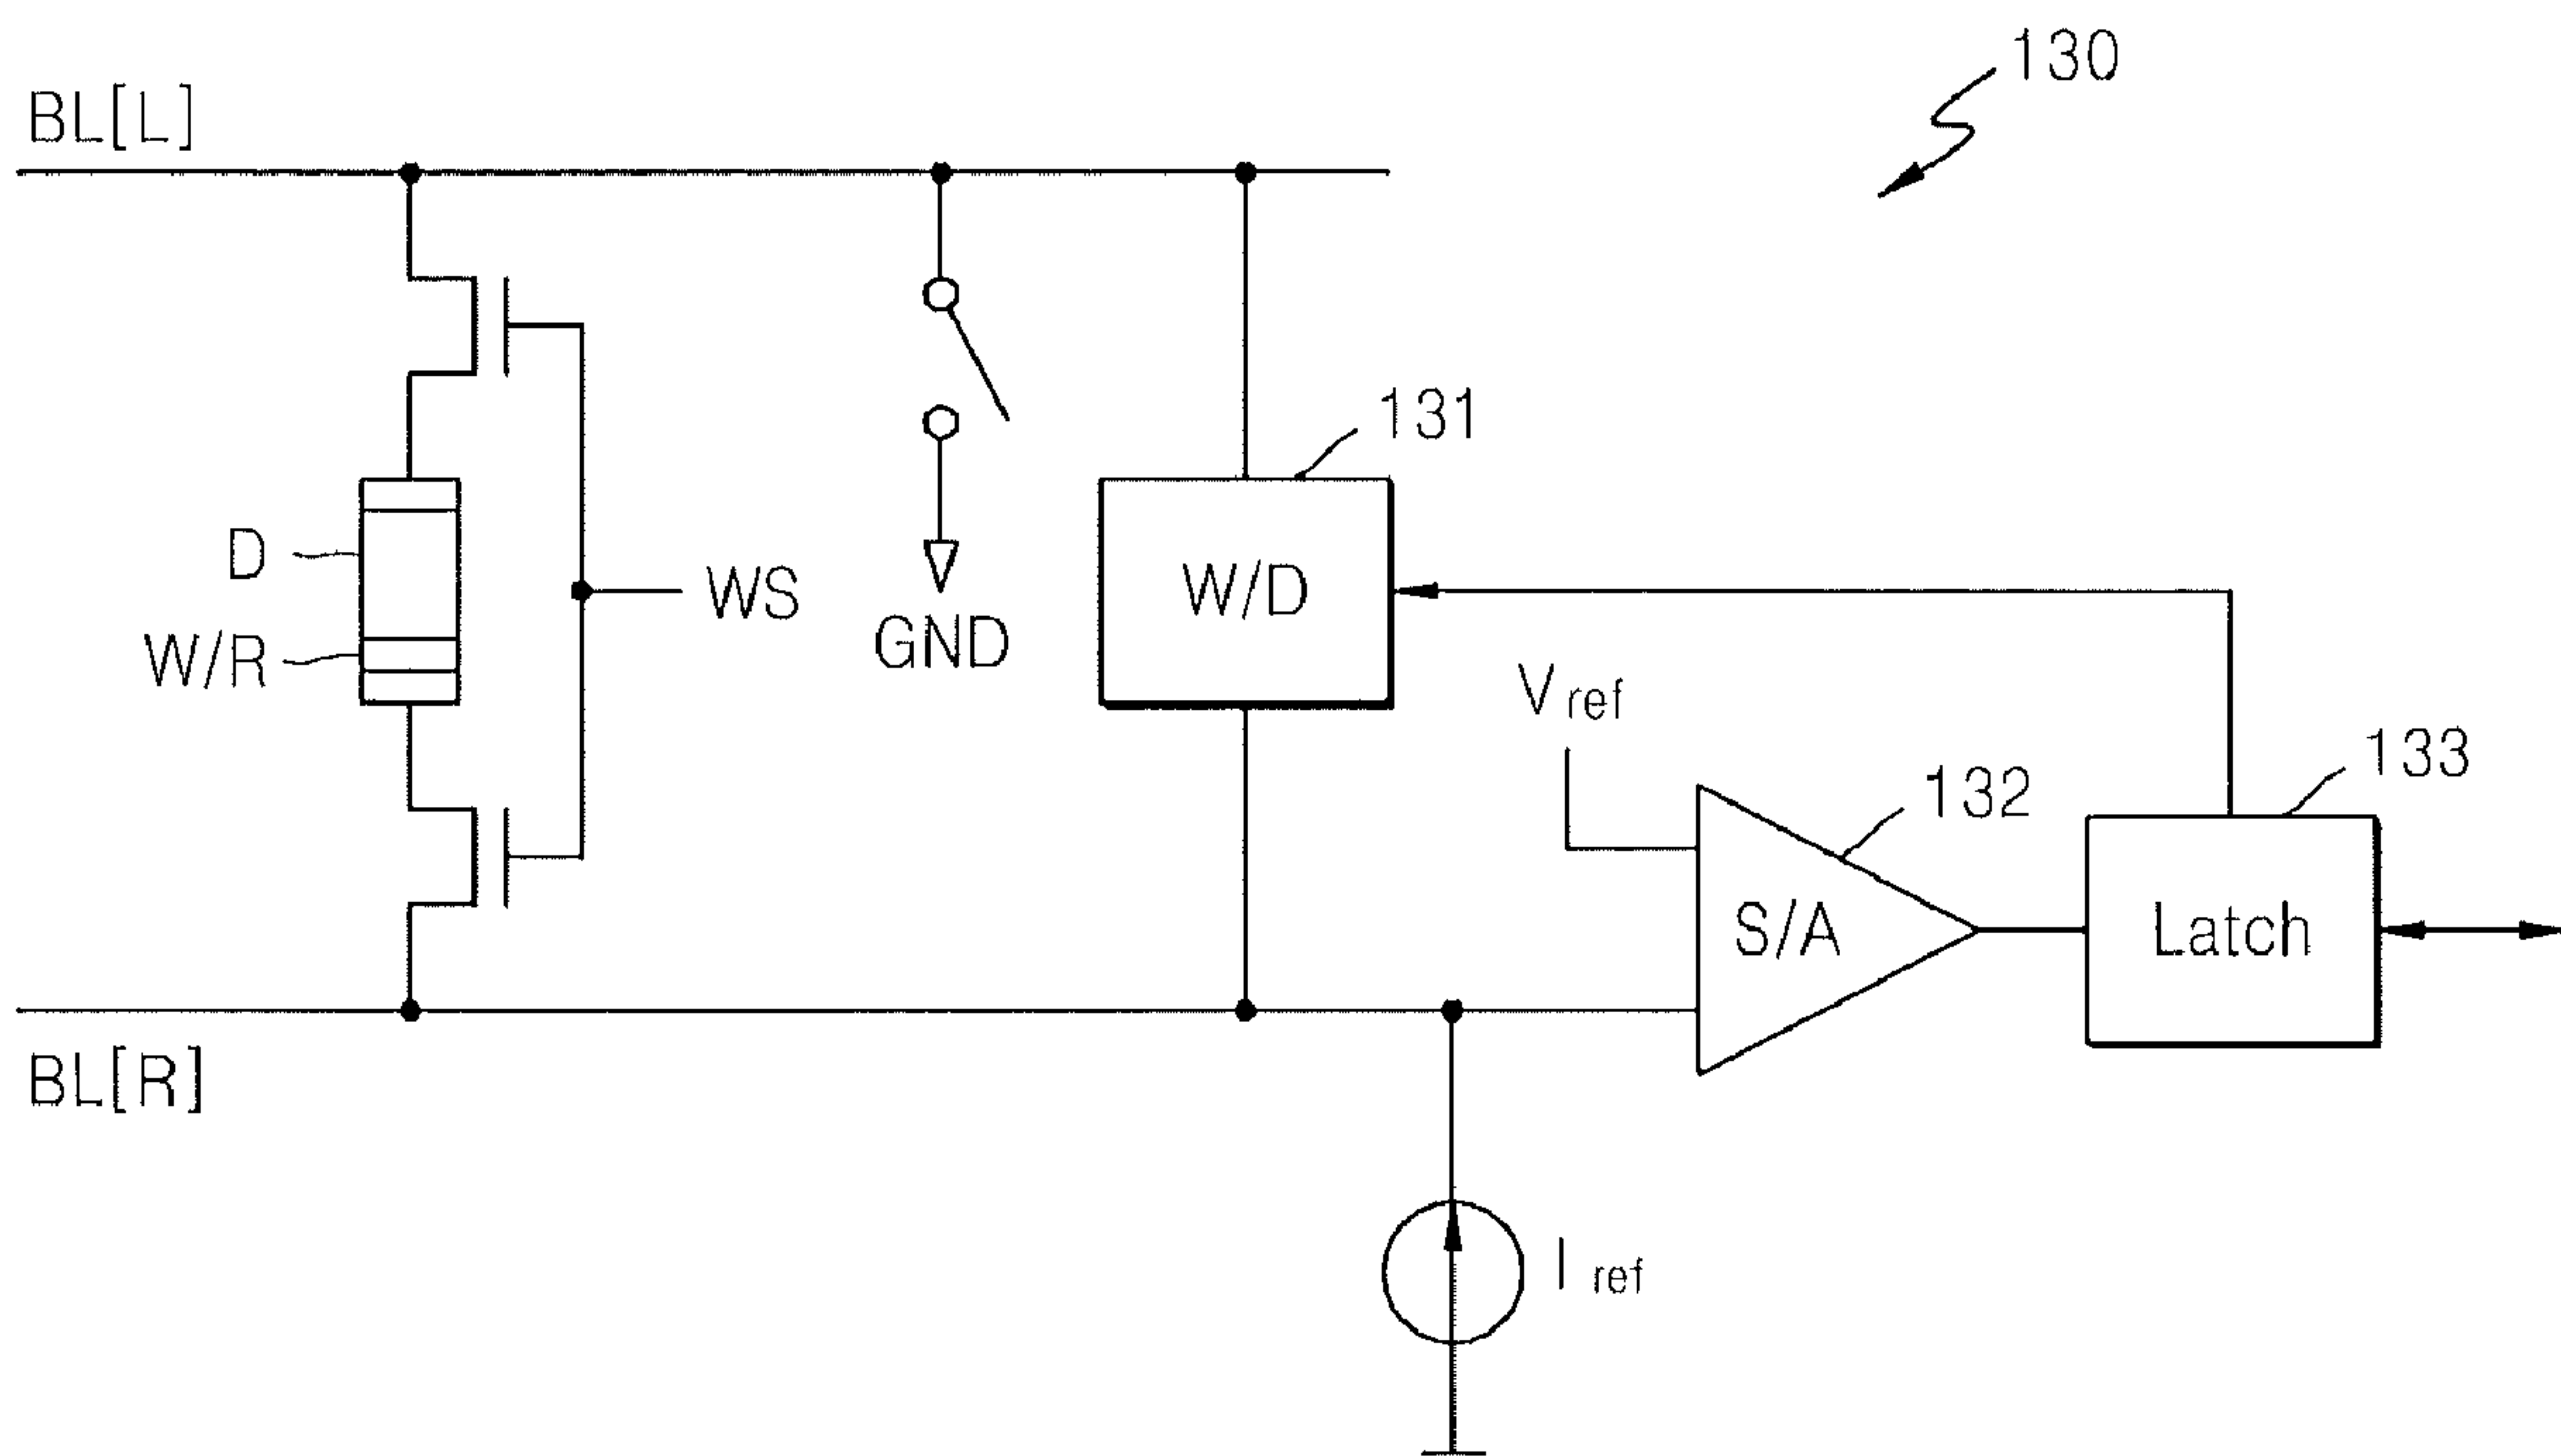 130
BL[L]
131
D
WS
W/D
GND
W/R
Vref
133
132
S/A
Latch
BL[R]
Iref